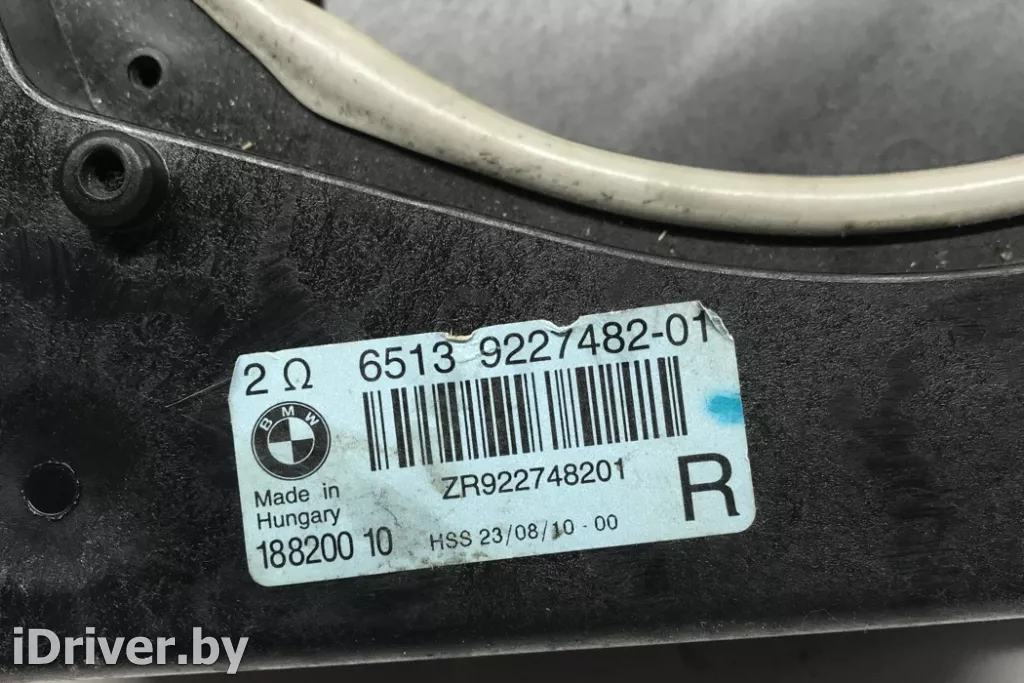 2 Ω 6513 9227482-01
BMW
ZR922748201
R
Made in
Hungary
188200 10
HSS 23/08/10 - 00
iDriver.by